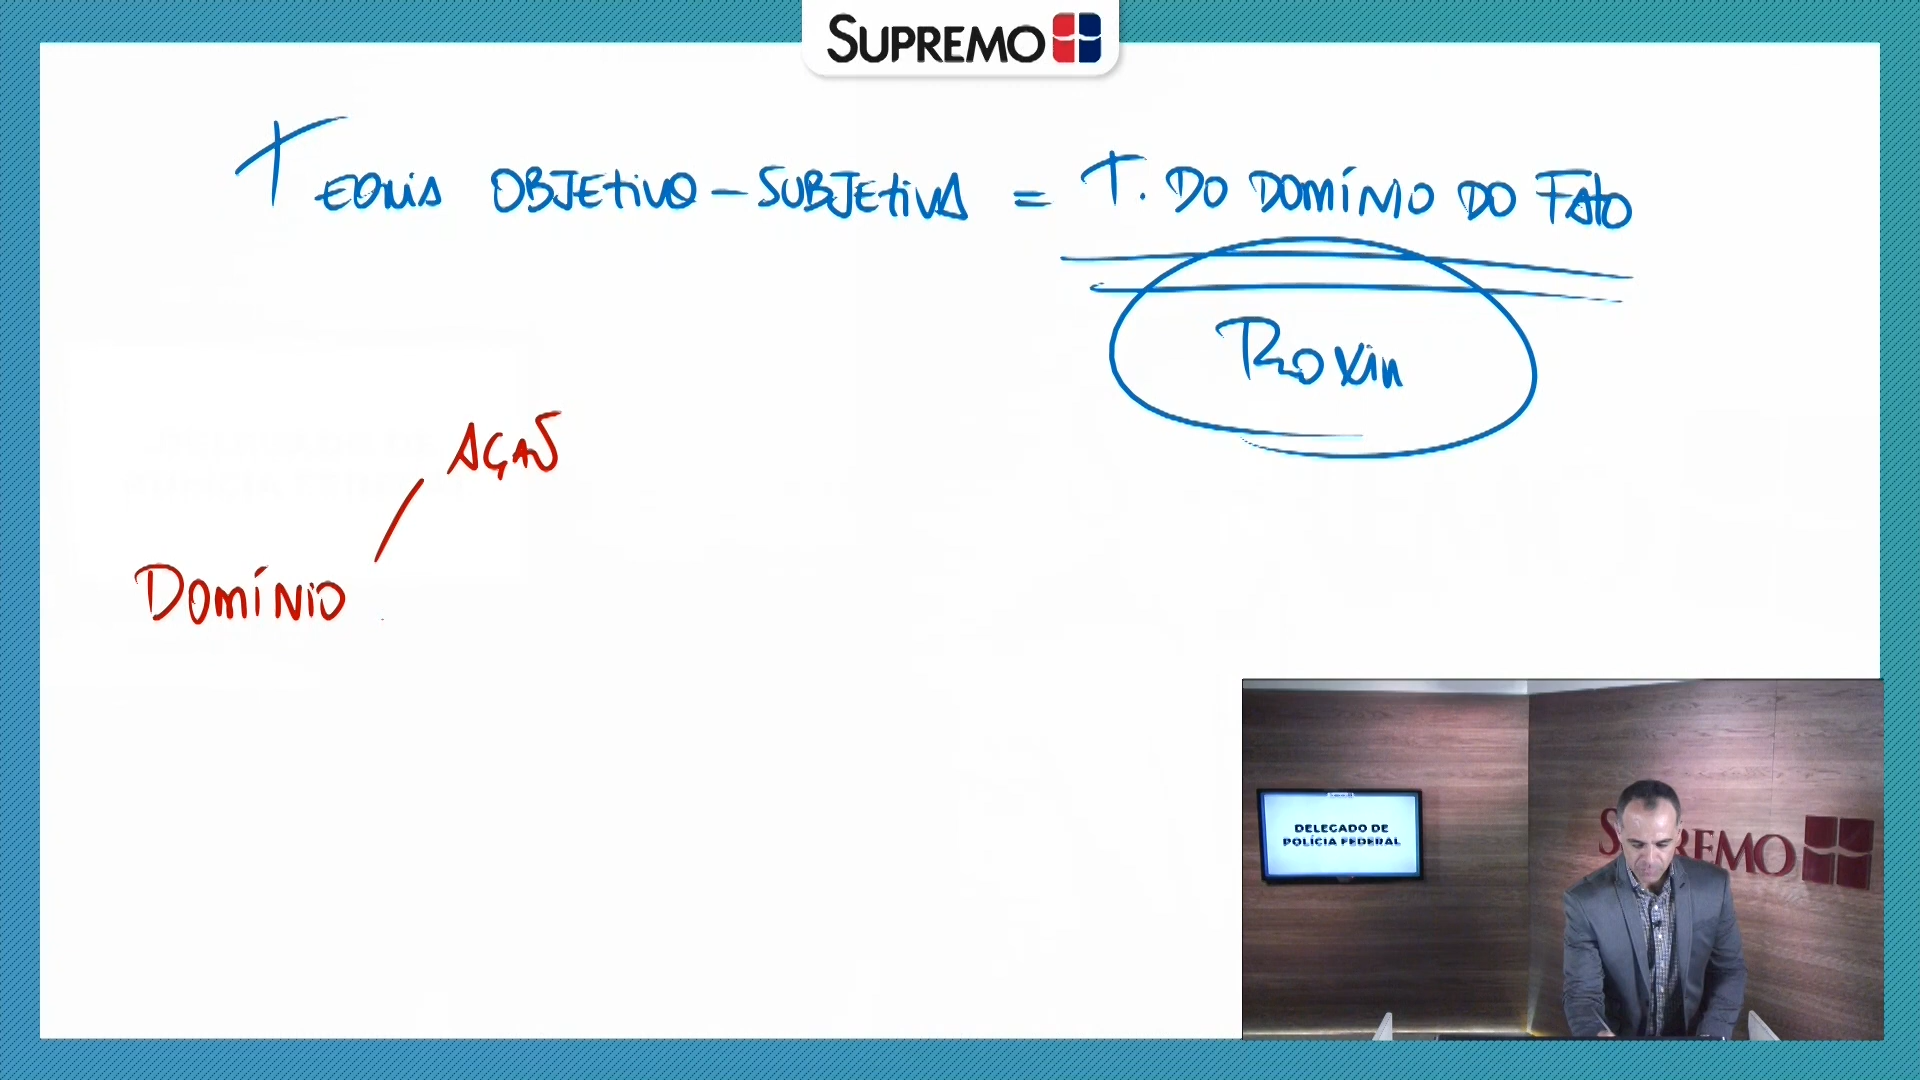 SUPREMO
TEORIA OBJETIVO-SUBJETIVA = T. DO DOMÍNIO DO FATO
ROXIN
AÇÃO
DOMÍNIO
DELEGADO DE
POLÍCIA FEDERAL
SUPREMO